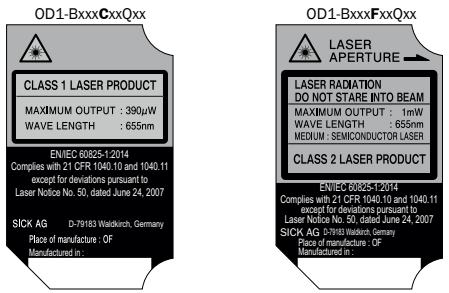 OD1-BxxxCxxQxx
CLASS 1 LASER PRODUCT
MAXIMUM OUTPUT : 390µW
WAVE LENGTH : 655nm
EN/IEC 60825-1:2014
Complies with 21 CFR 1040.10 and 1040.11
except for deviations pursuant to
Laser Notice No. 50, dated June 24, 2007
SICK AG D-79183 Waldkirch, Germany
Place of manufacture : OF
Manufactured in :
OD1-BxxxFxxQxx
LASER
APERTURE
LASER RADIATION
DO NOT STARE INTO BEAM
MAXIMUM OUTPUT : 1mW
WAVE LENGTH : 655nm
MEDIUM : SEMICONDUCTOR LASER
CLASS 2 LASER PRODUCT
EN/IEC 60825-1:2014
Complies with 21 CFR 1040.10 and 1040.11
except for deviations pursuant to
Laser Notice No. 50, dated June 24, 2007
SICK AG D-79183 Waldkirch, Germany
Place of manufacture : OF
Manufactured in :